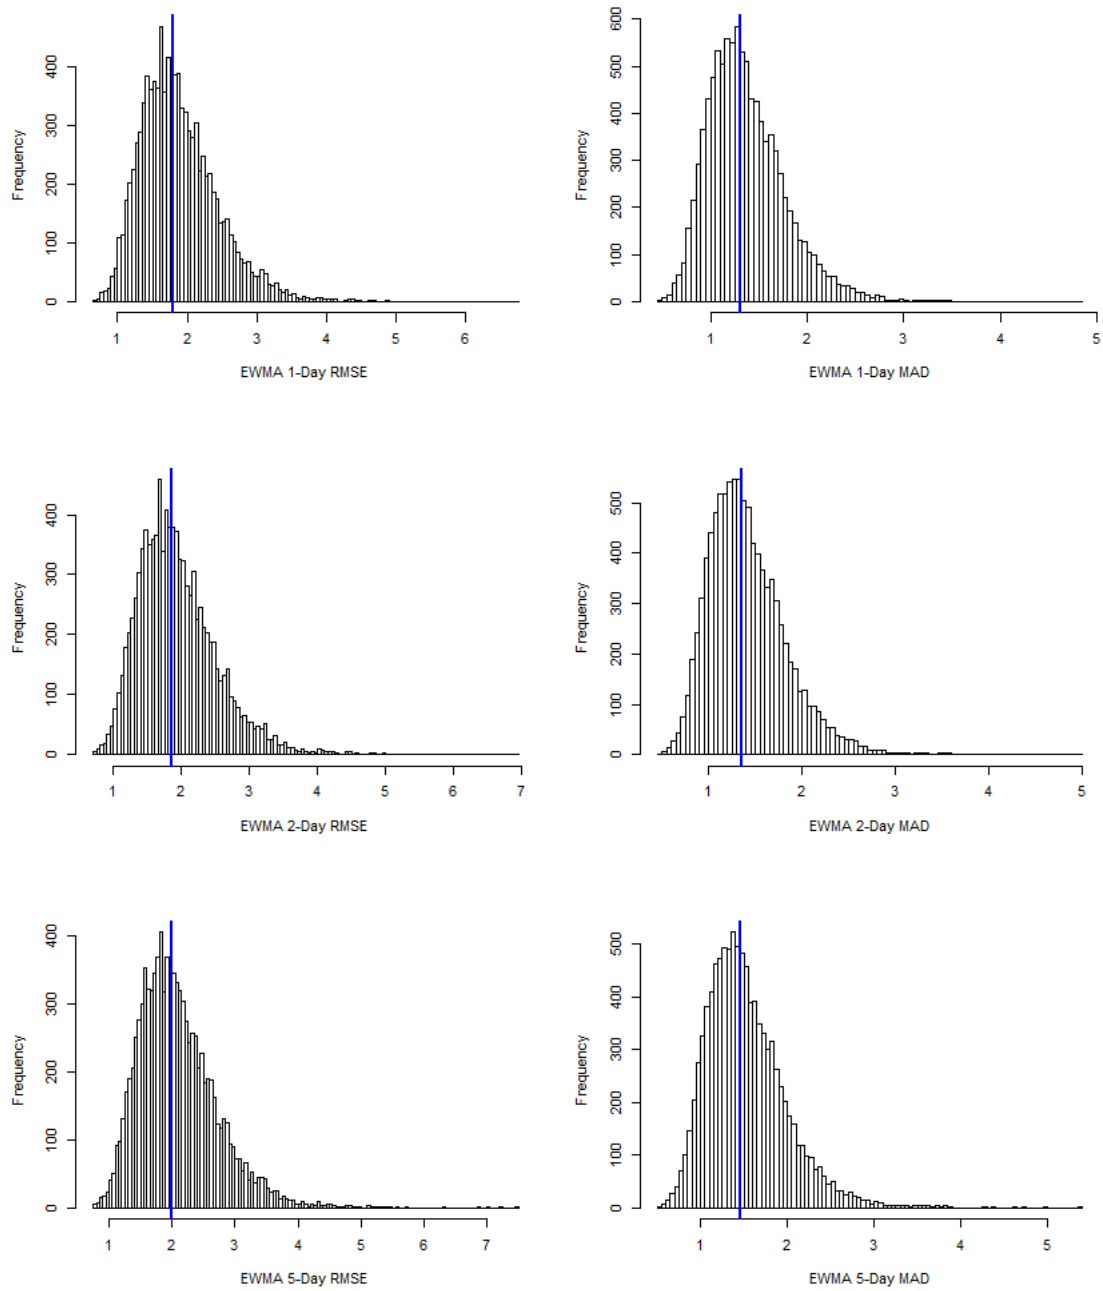 Frequency
0 100 200 300 400
1 2 3 4 5 6
EWMA 1-Day RMSE
Frequency
0 100 200 300 400 500 600
1 2 3 4 5
EWMA 1-Day MAD
Frequency
0 100 200 300 400
1 2 3 4 5 6 7
EWMA 2-Day RMSE
Frequency
0 100 200 300 400 500
1 2 3 4 5
EWMA 2-Day MAD
Frequency
0 100 200 300 400
1 2 3 4 5 6 7
EWMA 5-Day RMSE
Frequency
0 100 200 300 400 500
1 2 3 4 5
EWMA 5-Day MAD